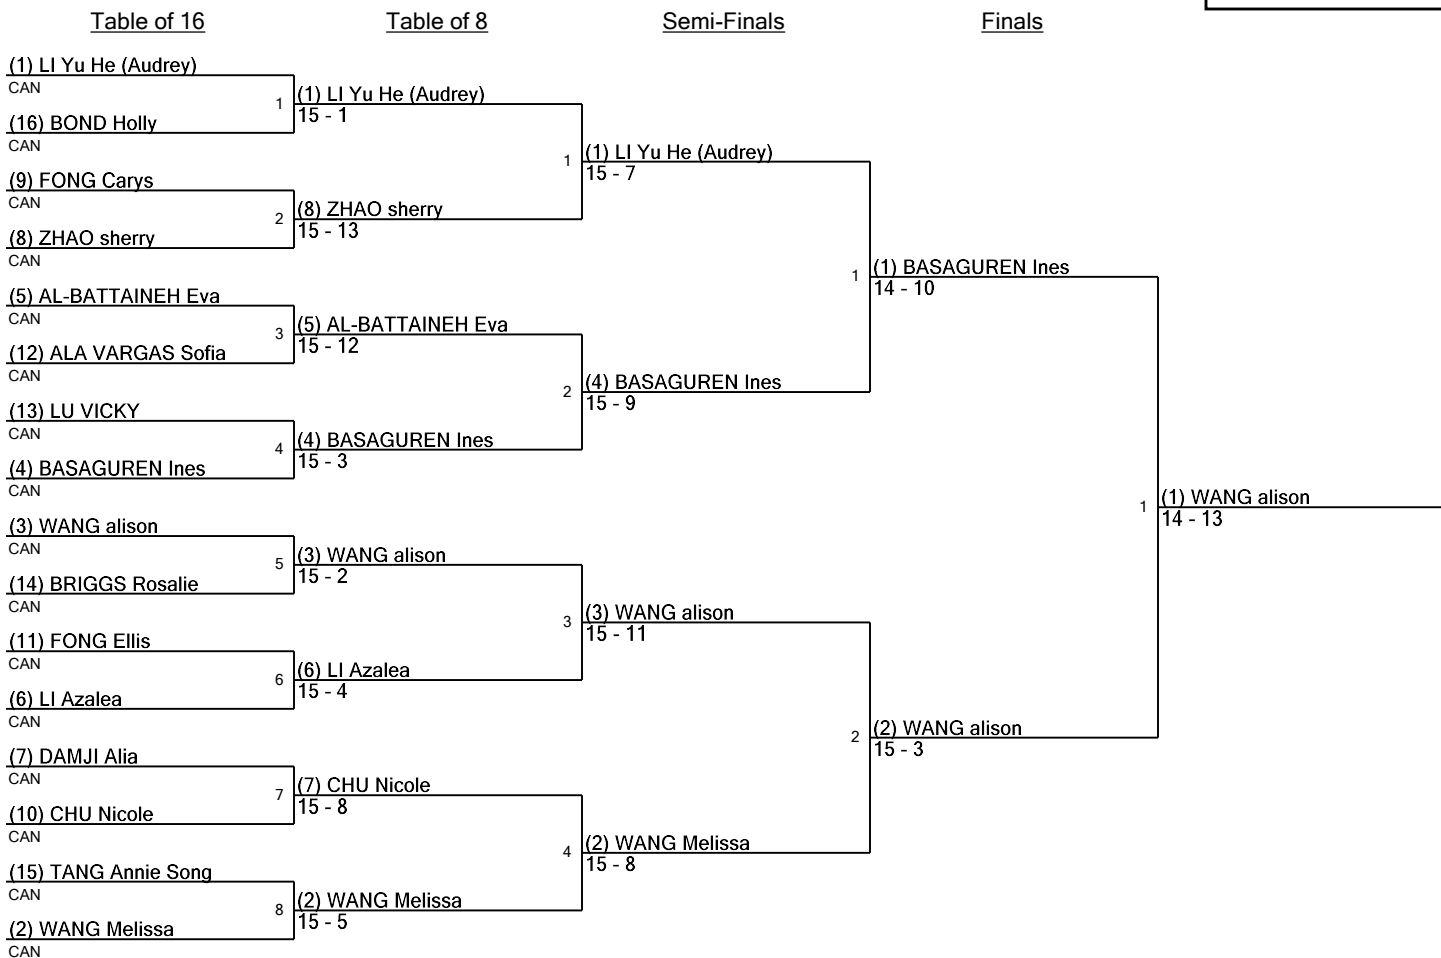 Table of 16 Table of 8 Semi-Finals Finals
(1) LI Yu He (Audrey)
CAN
(16) BOND Holly
CAN
(9) FONG Carys
CAN
(8) ZHAO sherry
CAN
(5) AL-BATTAINEH Eva
CAN
(12) ALA VARGAS Sofia
CAN
(13) LU VICKY
CAN
(4) BASAGUREN Ines
CAN
(3) WANG alison
CAN
(14) BRIGGS Rosalie
CAN
(11) FONG Ellis
CAN
(6) LI Azalea
CAN
(7) DAMJI Alia
CAN
(10) CHU Nicole
CAN
(15) TANG Annie Song
CAN
(2) WANG Melissa
CAN
1 (1) LI Yu He (Audrey)
15 - 1
2 (8) ZHAO sherry
15 - 13
3 (5) AL-BATTAINEH Eva
15 - 12
4 (4) BASAGUREN Ines
15 - 3
5 (3) WANG alison
15 - 2
6 (6) LI Azalea
15 - 4
7 (7) CHU Nicole
15 - 8
8 (2) WANG Melissa
15 - 5
1 (1) LI Yu He (Audrey)
15 - 7
2 (4) BASAGUREN Ines
15 - 9
3 (3) WANG alison
15 - 11
4 (2) WANG Melissa
15 - 8
1 (1) BASAGUREN Ines
14 - 10
2 (2) WANG alison
15 - 3
1 (1) WANG alison
14 - 13